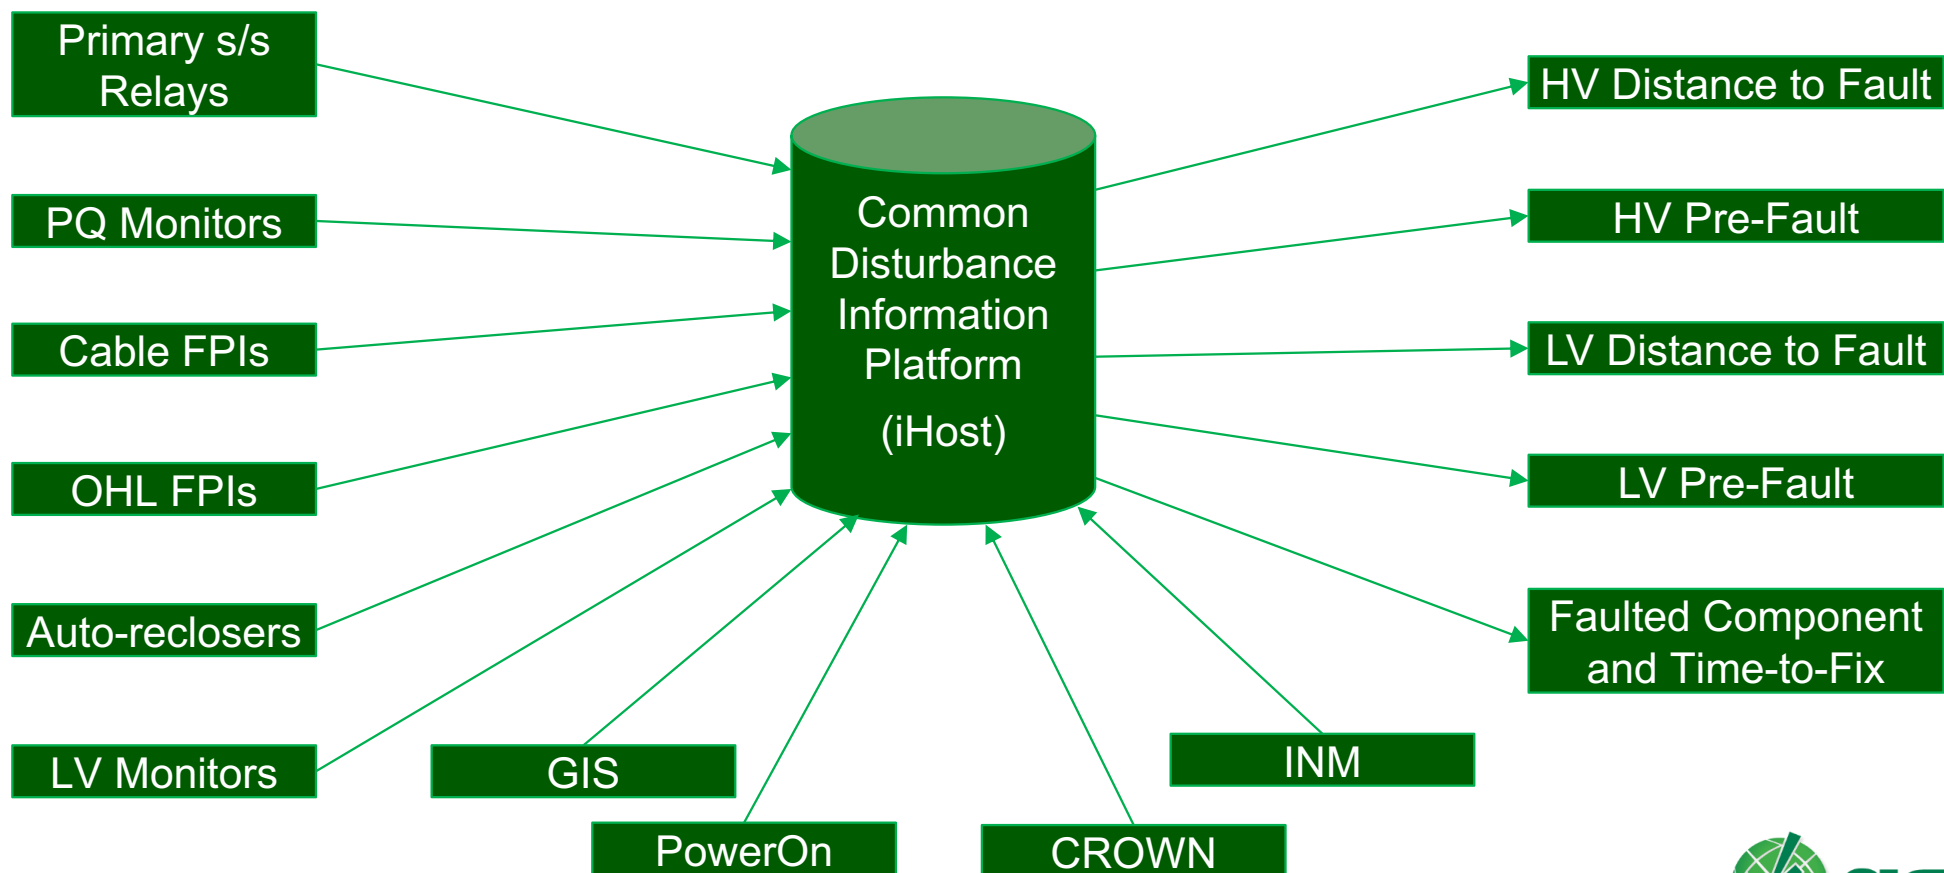 Primary s/s
Relays
PQ Monitors
Cable FPIs
OHL FPIs
Auto-reclosers
LV Monitors
Common
Disturbance
Information
Platform
(iHost)
GIS
PowerOn
CROWN
INM
HV Distance to Fault
HV Pre-Fault
LV Distance to Fault
LV Pre-Fault
Faulted Component
and Time-to-Fix